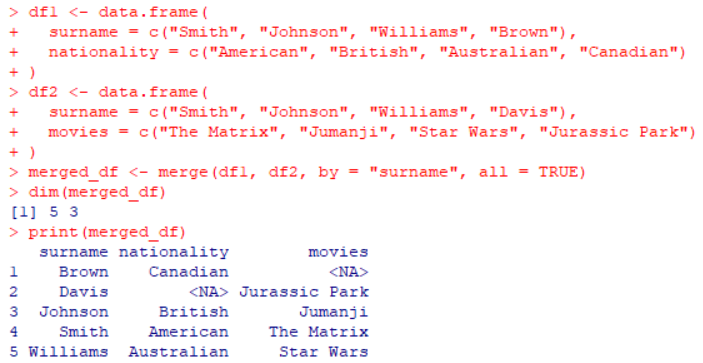 > df1 <- data.frame(
+   surname = c("Smith", "Johnson", "Williams", "Brown"),
+   nationality = c("American", "British", "Australian", "Canadian")
+ )
> df2 <- data.frame(
+   surname = c("Smith", "Johnson", "Williams", "Davis"),
+   movies = c("The Matrix", "Jumanji", "Star Wars", "Jurassic Park")
+ )
> merged_df <- merge(df1, df2, by = "surname", all = TRUE)
> dim(merged_df)
[1] 5 3
> print(merged_df)
   surname nationality        movies
1    Brown    Canadian          <NA>
2    Davis        <NA> Jurassic Park
3  Johnson     British       Jumanji
4    Smith    American    The Matrix
5 Williams  Australian     Star Wars